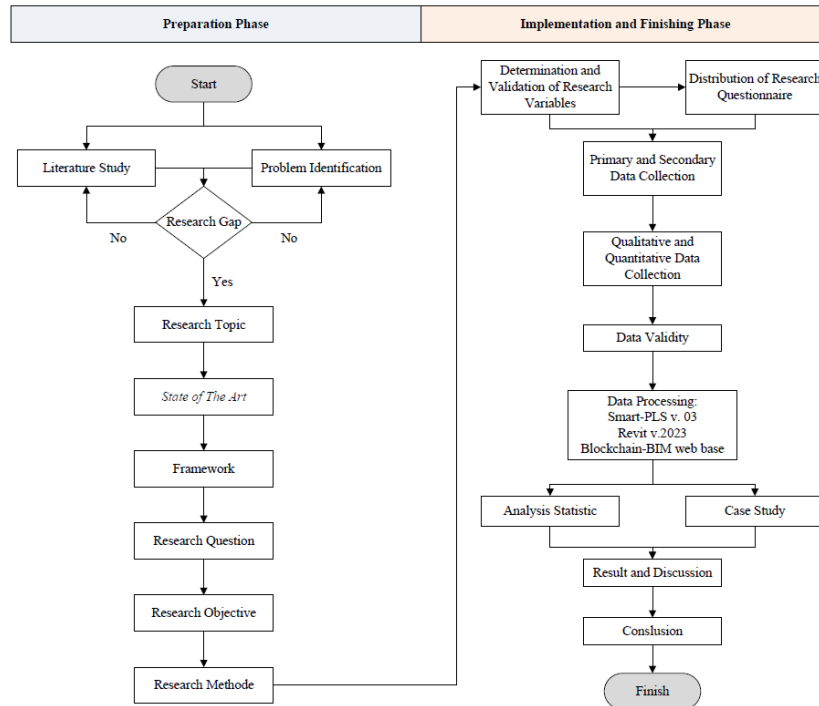 Preparation Phase
Implementation and Finishing Phase
Start
Literature Study
Problem Identification
Research Gap
No
No
Yes
Research Topic
State of The Art
Framework
Research Question
Research Objective
Research Methode
Determination and
Validation of Research
Variables
Distribution of Research
Questionnaire
Primary and Secondary
Data Collection
Qualitative and
Quantitative Data
Collection
Data Validity
Data Processing:
Smart-PLS v. 03
Revit v.2023
Blockchain-BIM web base
Analysis Statistic
Case Study
Result and Discussion
Conslusion
Finish